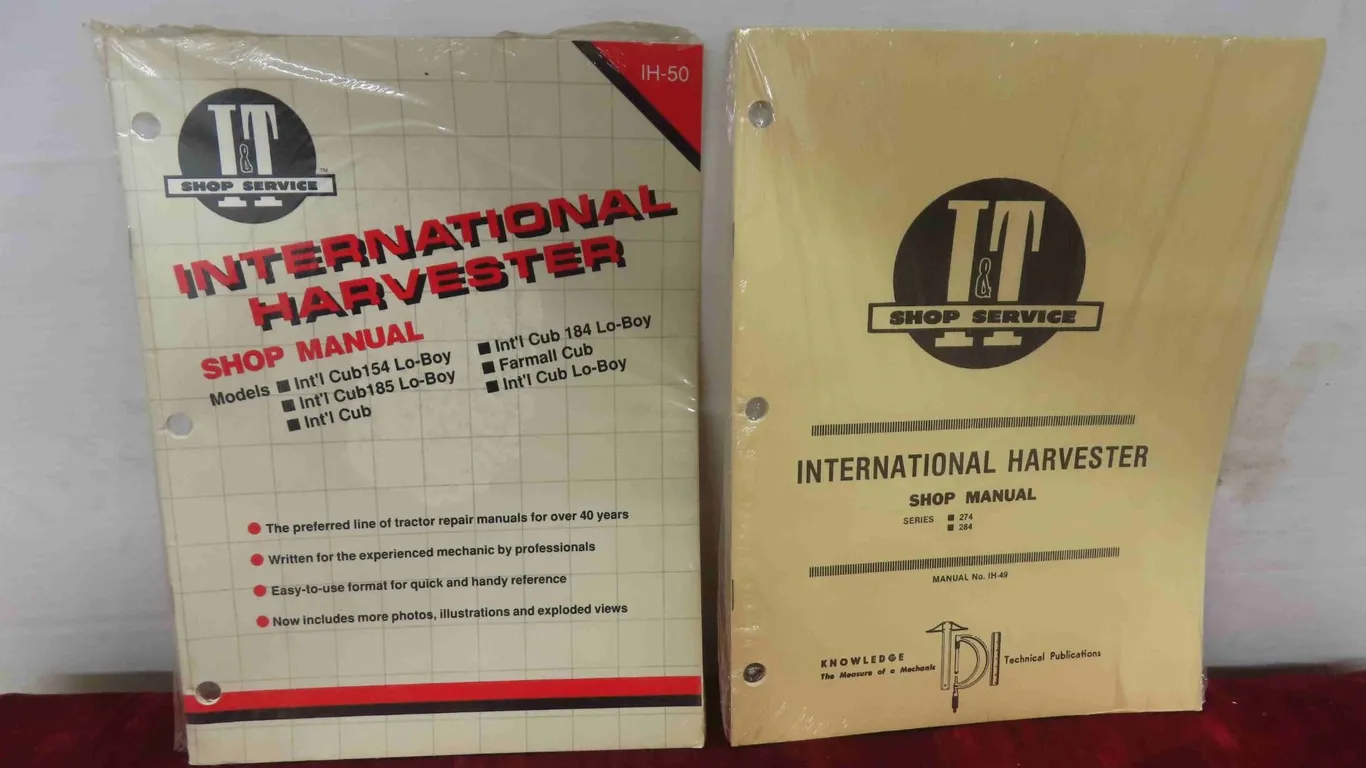 IH-50
I&T
SHOP SERVICE™
INTERNATIONAL
HARVESTER
SHOP MANUAL
Models ■ Int'l Cub154 Lo-Boy
■ Int'l Cub185 Lo-Boy
■ Int'l Cub
■ Int'l Cub 184 Lo-Boy
■ Farmall Cub
■ Int'l Cub Lo-Boy
The preferred line of tractor repair manuals for over 40 years
Written for the experienced mechanic by professionals
Easy-to-use format for quick and handy reference
Now includes more photos, illustrations and exploded views
I&T
SHOP SERVICE
INTERNATIONAL HARVESTER
SHOP MANUAL
SERIES ■ 274
■ 284
MANUAL No. IH-49
KNOWLEDGE
The Measure of a Mechanic
TPI
Technical Publications